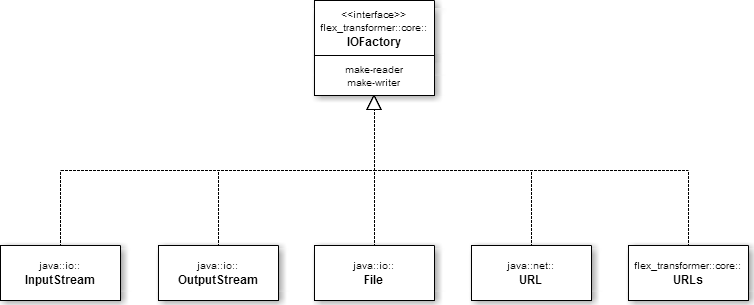 <<interface>>
flex_transformer::core::
IOFactory
make-reader
make-writer
java::io::
InputStream
java::io::
OutputStream
java::io::
File
java::net::
URL
flex_transformer::core::
URLs